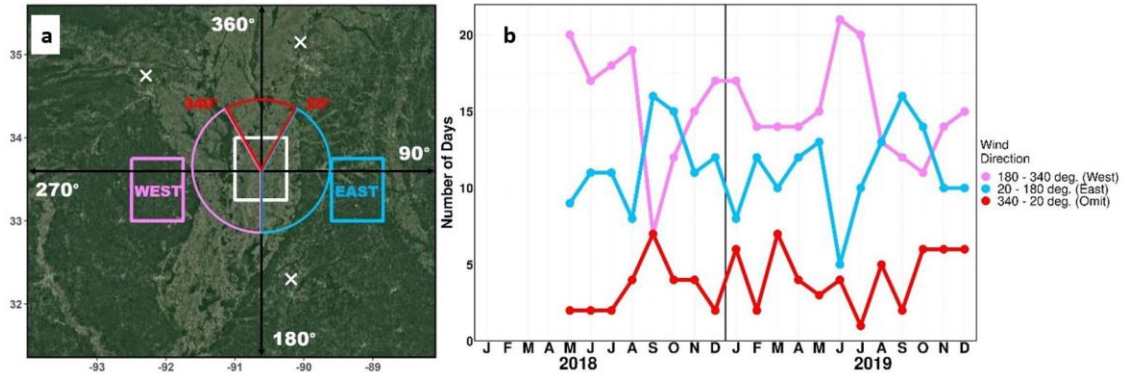 a
360°
340°
20°
90°
270°
WEST
EAST
180°
35
34
33
32
-93
-92
-91
-90
-89
b
Number of Days
20
15
10
5
0
J F M A M J J A S O N D J F M A M J J A S O N D
2018
2019
Wind
Direction
180 - 340 deg. (West)
20 - 180 deg. (East)
340 - 20 deg. (Omit)